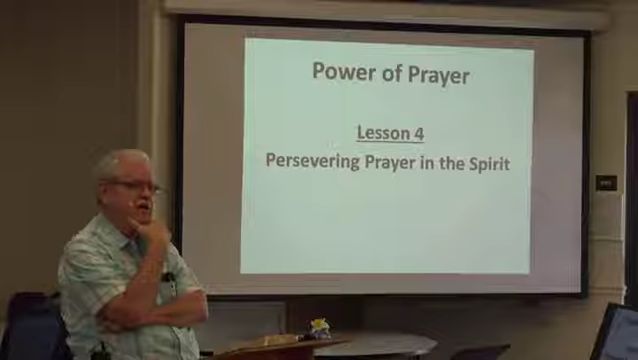 Power of Prayer
Lesson 4
Persevering Prayer in the Spirit